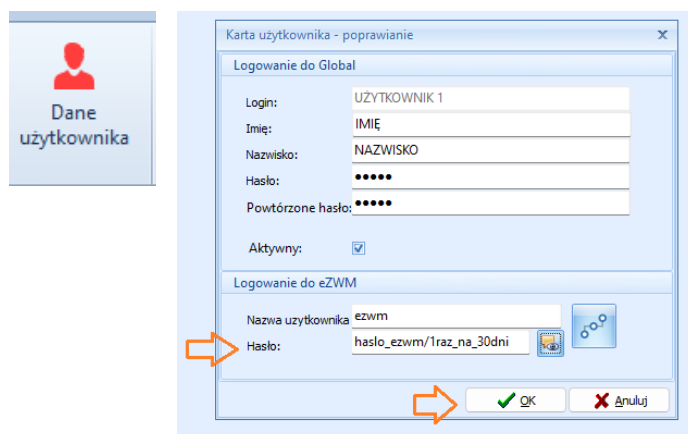 Dane
użytkownika
Karta użytkownika - poprawianie
Logowanie do Global
Login: UŻYTKOWNIK 1
Imię: IMIĘ
Nazwisko: NAZWISKO
Hasło: •••••
Powtórzone hasło: •••••
Aktywny:
Logowanie do eZWM
Nazwa uzytkownika ezwm
Hasło: haslo_ezwm/1raz_na_30dni
OK Anuluj